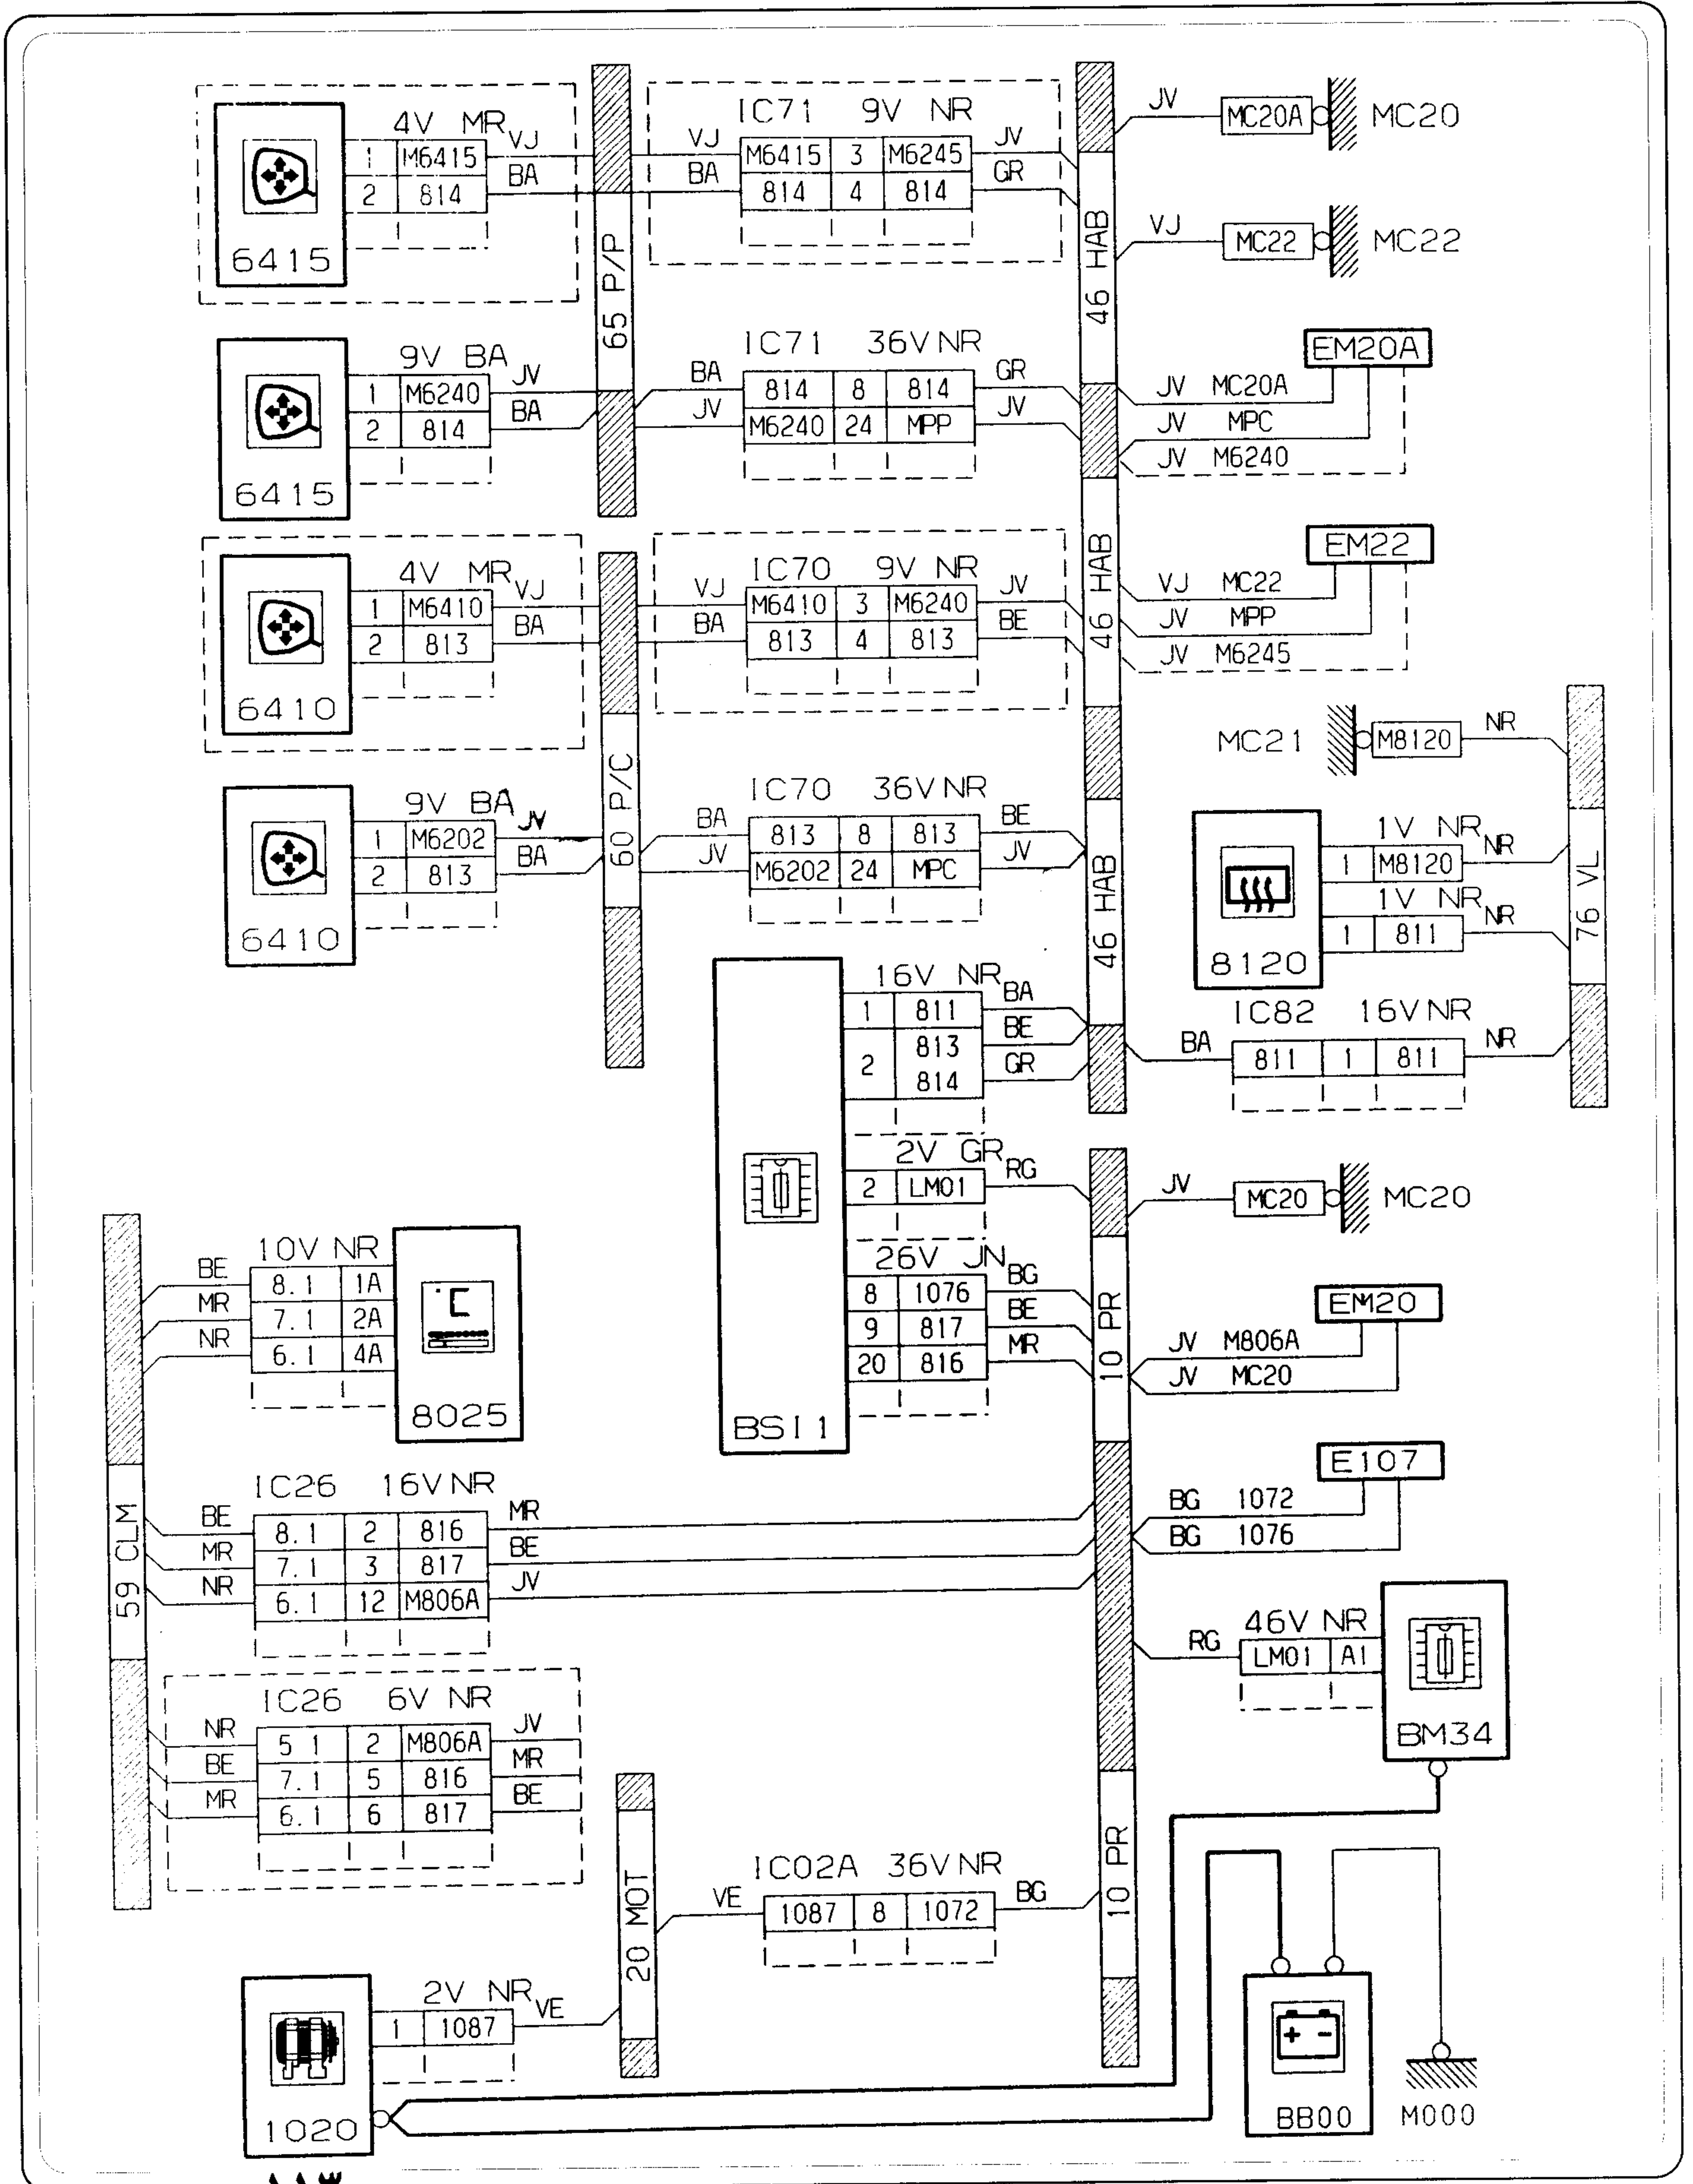 4V MR
1 M6415 VJ
2 814 BA
6415
65 P/P
IC71 9V NR
VJ M6415 3 M6245 JV
BA 814 4 814 GR
46 HAB
JV MC20A MC20
VJ MC22 MC22
9V BA
1 M6240 JV
2 814 BA
6415
IC71 36V NR
BA 814 8 814 GR
JV M6240 24 MPP JV
EM20A
JV MC20A
JV MPC
JV M6240
4V MR
1 M6410 VJ
2 813 BA
6410
60 P/C
IC70 9V NR
VJ M6410 3 M6240 JV
BA 813 4 813 BE
46 HAB
EM22
VJ MC22
JV MPP
JV M6245
MC21 M8120 NR
9V BA
1 M6202 JV
2 813 BA
6410
IC70 36V NR
BA 813 8 813 BE
JV M6202 24 MPC JV
46 HAB
1V NR
1 M8120 NR
1V NR
1 811 NR
8120
76 VL
16V NR
1 811 BA
2 813 BE
814 GR
IC82 16V NR
BA 811 1 811 NR
2V GR
2 LM01 RG
26V JN
8 1076 BG
9 817 BE
20 816 MR
BSI1
10 PR
JV MC20 MC20
EM20
JV M806A
JV MC20
10V NR
BE 8.1 1A
MR 7.1 2A
NR 6.1 4A
°C
8025
59 CLM
IC26 16V NR
BE 8.1 2 816 MR
MR 7.1 3 817 BE
NR 6.1 12 M806A JV
E107
BG 1072
BG 1076
46V NR
RG LM01 A1
BM34
IC26 6V NR
NR 5 1 2 M806A JV
BE 7.1 5 816 MR
MR 6.1 6 817 BE
20 MOT
IC02A 36V NR
VE 1087 8 1072 BG
10 PR
2V NR
1 1087 VE
1020
+ -
BB00
M000